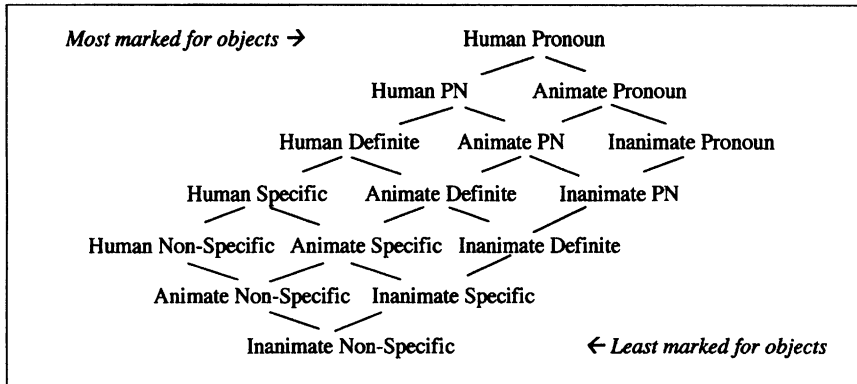 Most marked for objects → Human Pronoun
Human PN Animate Pronoun
Human Definite Animate PN Inanimate Pronoun
Human Specific Animate Definite Inanimate PN
Human Non-Specific Animate Specific Inanimate Definite
Animate Non-Specific Inanimate Specific
Inanimate Non-Specific ← Least marked for objects